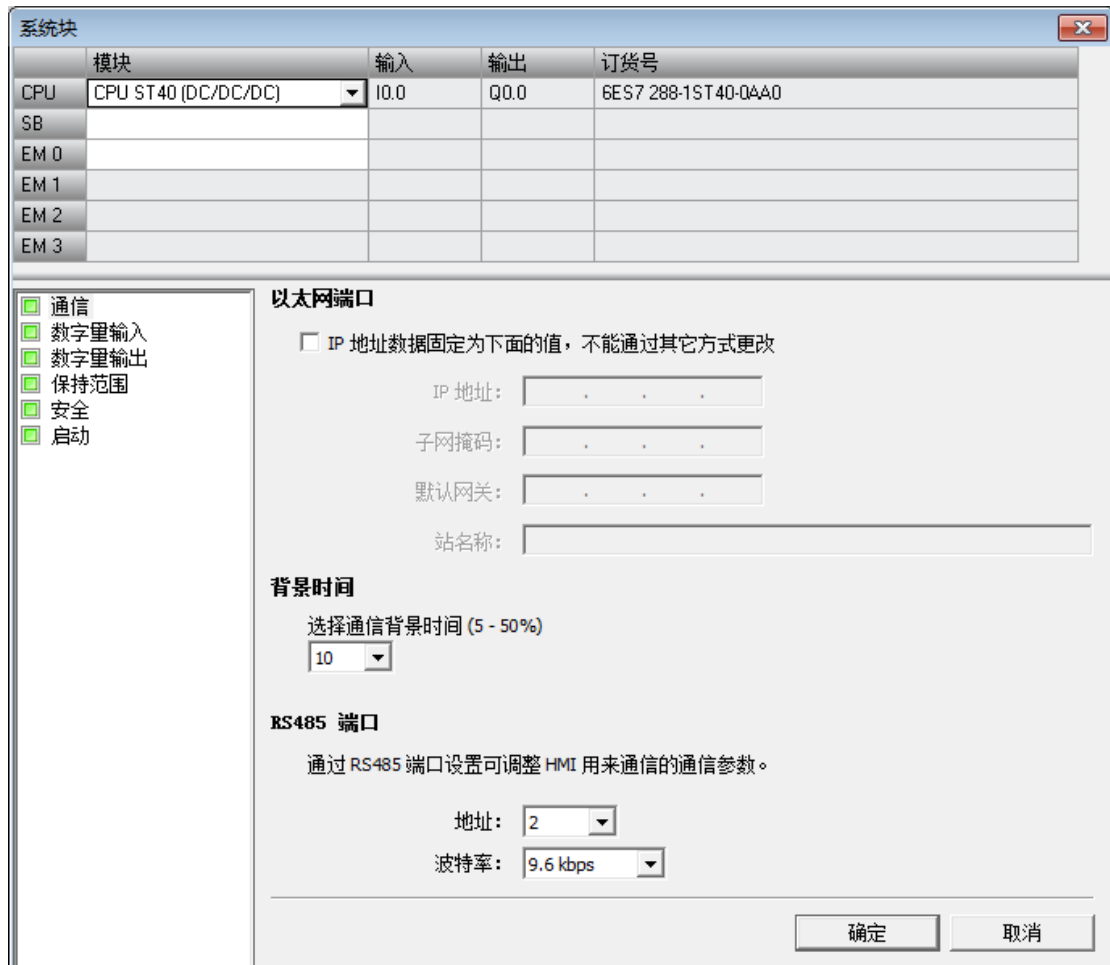 系统块
模块 输入 输出 订货号
CPU CPU ST40 (DC/DC/DC) I0.0 Q0.0 6ES7 288-1ST40-0AA0
SB
EM 0
EM 1
EM 2
EM 3
通信
数字量输入
数字量输出
保持范围
安全
启动
以太网端口
IP 地址数据固定为下面的值，不能通过其它方式更改
IP 地址：
子网掩码：
默认网关：
站名称：
背景时间
选择通信背景时间 (5 - 50%)
10
RS485 端口
通过 RS485 端口设置可调整 HMI 用来通信的通信参数。
地址： 2
波特率： 9.6 kbps
确定 取消